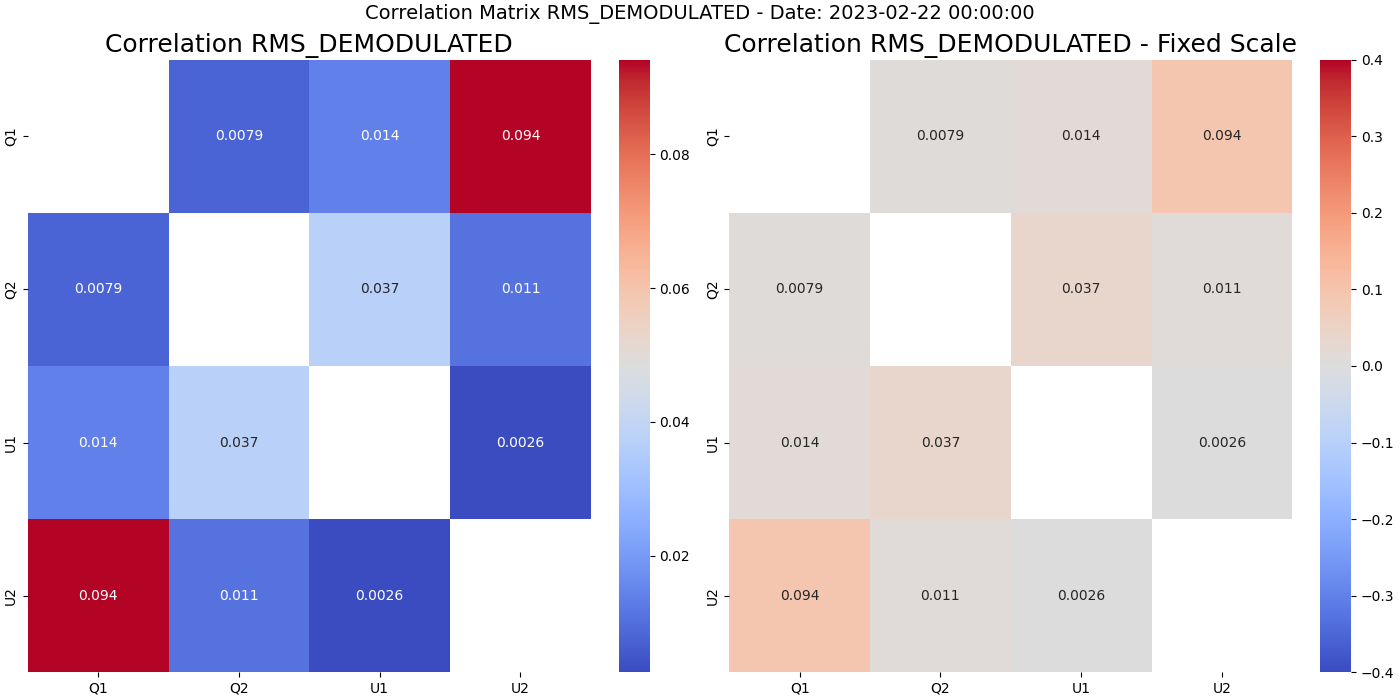 Correlation Matrix RMS_DEMODULATED - Date: 2023-02-22 00:00:00
Correlation RMS_DEMODULATED
Q1
0.0079
0.014
0.094
Q2
0.0079
0.037
0.011
U1
0.014
0.037
0.0026
U2
0.094
0.011
0.0026
Q1
Q2
U1
U2
0.08
0.06
0.04
0.02
Correlation RMS_DEMODULATED - Fixed Scale
Q1
0.0079
0.014
0.094
Q2
0.0079
0.037
0.011
U1
0.014
0.037
0.0026
U2
0.094
0.011
0.0026
Q1
Q2
U1
U2
0.4
0.3
0.2
0.1
0.0
−0.1
−0.2
−0.3
−0.4